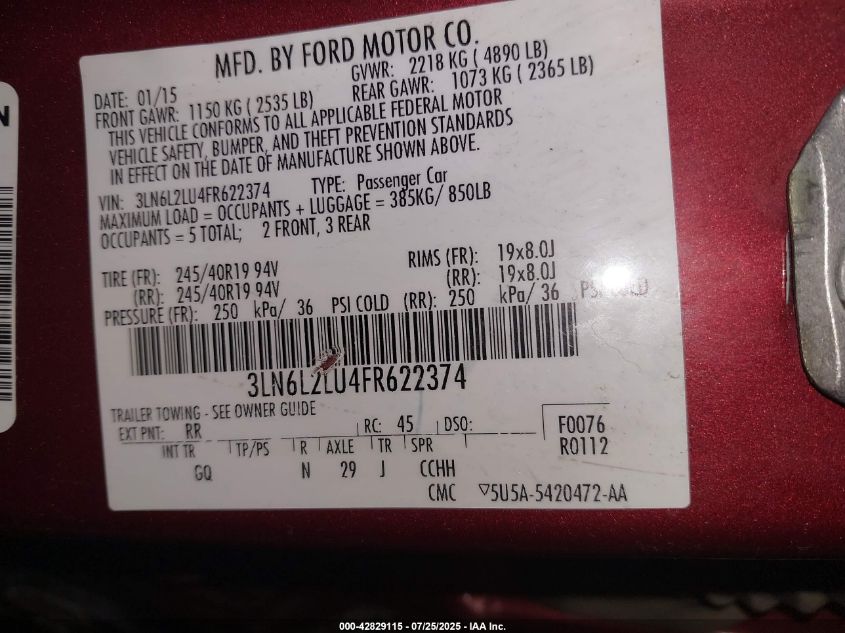 N
MFD. BY FORD MOTOR CO.
DATE: 01/15 GVWR: 2218 KG ( 4890 LB)
FRONT GAWR: 1150 KG ( 2535 LB) REAR GAWR: 1073 KG ( 2365 LB)
THIS VEHICLE CONFORMS TO ALL APPLICABLE FEDERAL MOTOR
VEHICLE SAFETY, BUMPER, AND THEFT PREVENTION STANDARDS
IN EFFECT ON THE DATE OF MANUFACTURE SHOWN ABOVE.
VIN: 3LN6L2LU4FR622374 TYPE: Passenger Car
MAXIMUM LOAD = OCCUPANTS + LUGGAGE = 385KG/ 850LB
OCCUPANTS = 5 TOTAL; 2 FRONT, 3 REAR
TIRE (FR): 245/40R19 94V RIMS (FR): 19x8.0J
(RR): 245/40R19 94V (RR): 19x8.0J
PRESSURE (FR): 250 kPa/ 36 PSI COLD (RR): 250 kPa/ 36 PSI COLD
3LN6L2LU4FR622374
TRAILER TOWING - SEE OWNER GUIDE
EXT PNT: RR RC: 45 DSO: F0076
INT TR TP/PS R AXLE TR SPR R0112
GQ N 29 J CCHH
CMC ▽5U5A-5420472-AA
000-42829115 - 07/25/2025 - IAA Inc.